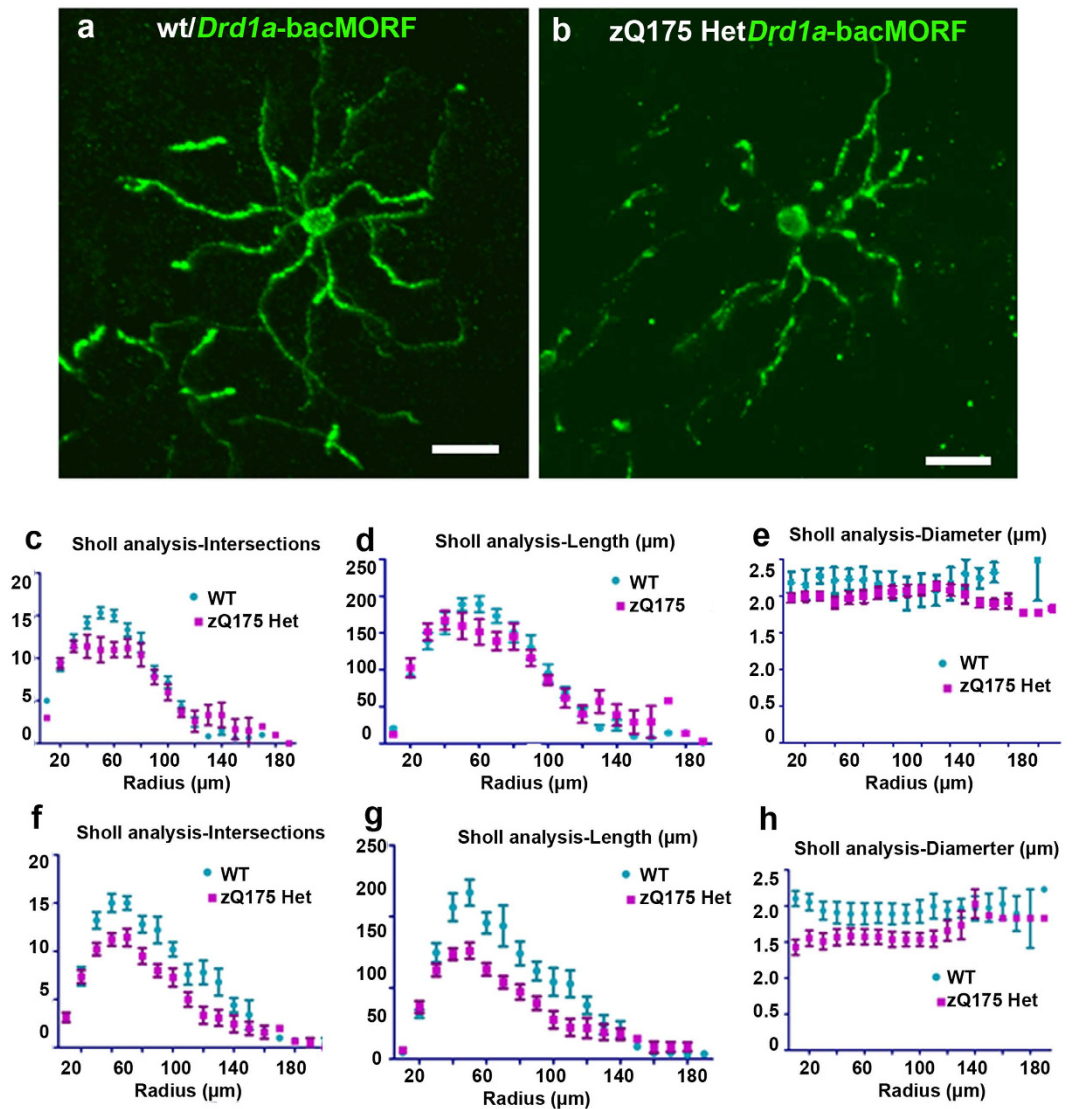 a
wt/Drd1a-bacMORF
b
zQ175 HetDrd1a-bacMORF
c
Sholl analysis-Intersections
20
15
10
5
0
WT
zQ175 Het
20 60 100 140 180
Radius (µm)
d
Sholl analysis-Length (µm)
250
200
150
100
50
0
WT
zQ175
20 60 100 140 180
Radius (µm)
e
Sholl analysis-Diameter (µm)
2.5
2.0
1.5
2.0
0.5
0
WT
zQ175 Het
20 60 100 140 180
Radius (µm)
f
Sholl analysis-Intersections
20
15
10
5
0
WT
zQ175 Het
20 60 100 140 180
Radius (µm)
g
Sholl analysis-Length (µm)
250
200
150
100
50
0
WT
zQ175 Het
20 60 100 140 180
Radius (µm)
h
Sholl analysis-Diamerter (µm)
2.5
2.0
1.5
2.0
0.5
0
WT
zQ175 Het
20 60 100 140 180
Radius (µm)